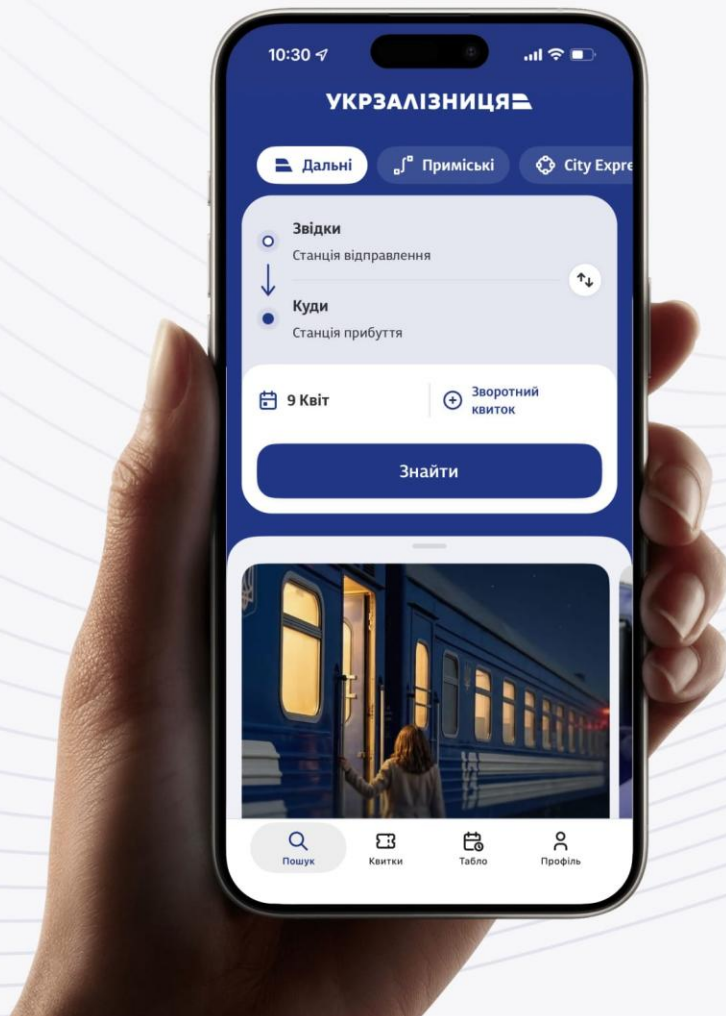 10:30
УКРЗАЛІЗНИЦЯ
Дальні
Приміські
City Expre
Звідки
Станція відправлення
Куди
Станція прибуття
9 Квіт
Зворотний
квиток
Знайти
Пошук
Квитки
Табло
Профіль